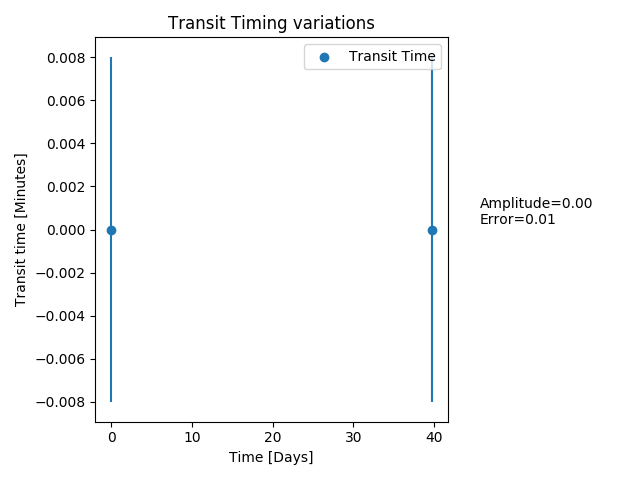 Transit Timing variations
Transit Time
0.008
0.006
0.004
0.002
0.000
−0.002
−0.004
−0.006
−0.008
Transit time [Minutes]
Amplitude=0.00
Error=0.01
0
10
20
30
40
Time [Days]